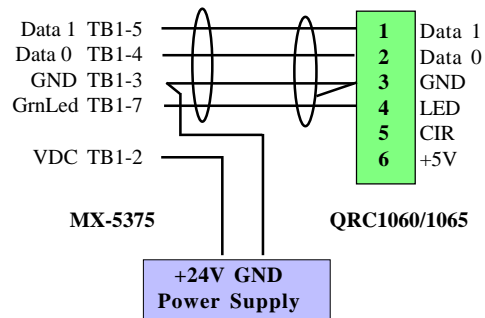 Data 1 TB1-5 1 Data 1
Data 0 TB1-4 2 Data 0
GND TB1-3 3 GND
GrnLed TB1-7 4 LED
5 CIR
VDC TB1-2 6 +5V
MX-5375 QRC1060/1065
+24V GND
Power Supply